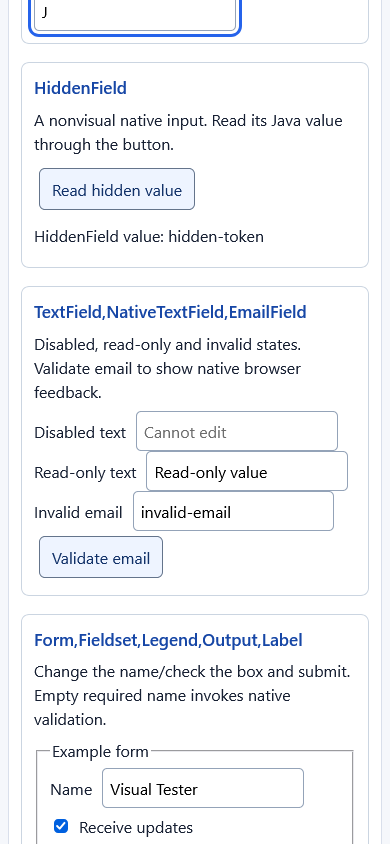 J
HiddenField
A nonvisual native input. Read its Java value
through the button.
Read hidden value
HiddenField value: hidden-token
TextField,NativeTextField,EmailField
Disabled, read-only and invalid states.
Validate email to show native browser
feedback.
Disabled text Cannot edit
Read-only text Read-only value
Invalid email invalid-email
Validate email
Form,Fieldset,Legend,Output,Label
Change the name/check the box and submit.
Empty required name invokes native
validation.
Example form
Name Visual Tester
Receive updates